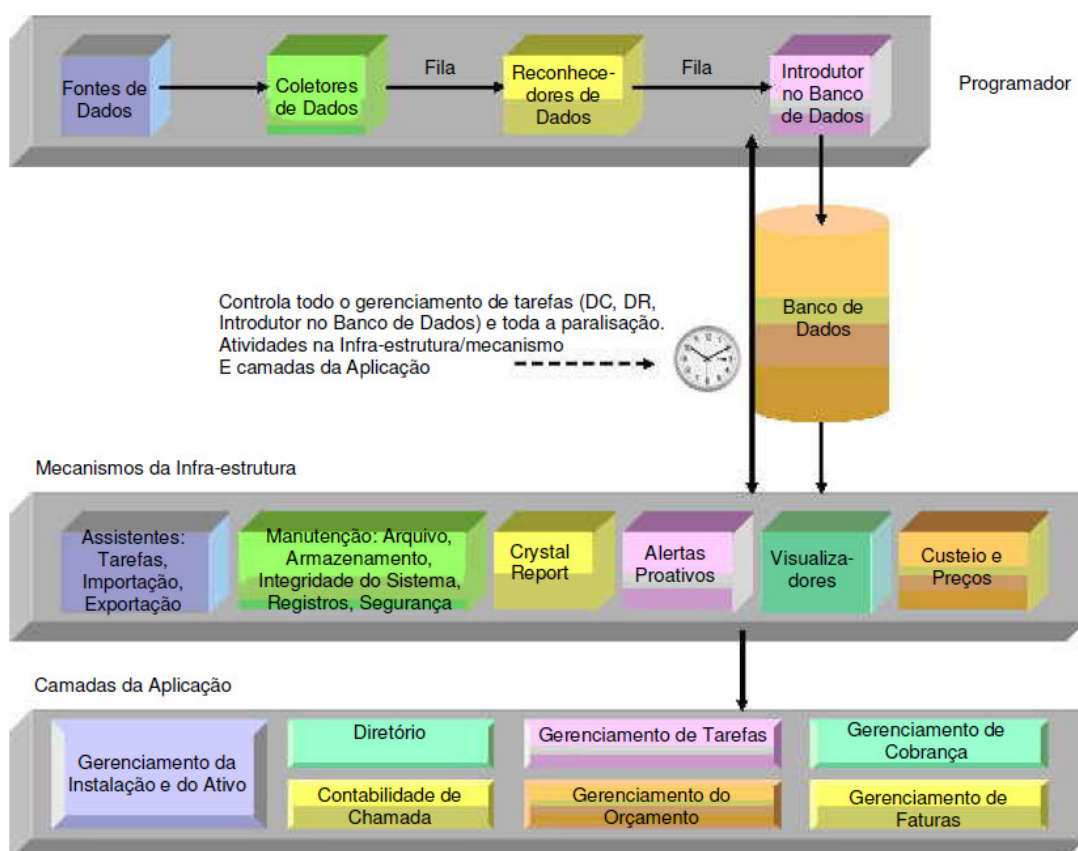 Fontes de
Dados
Coletores
de Dados
Fila
Reconhece-
dores de
Dados
Fila
Introdutor
no Banco
de Dados
Programador
Controla todo o gerenciamento de tarefas (DC, DR,
Introdutor no Banco de Dados) e toda a paralisação.
Atividades na Infra-estrutura/mecanismo
E camadas da Aplicação
Banco de
Dados
Mecanismos da Infra-estrutura
Assistentes:
Tarefas,
Importação,
Exportação
Manutenção: Arquivo,
Armazenamento,
Integridade do Sistema,
Registros, Segurança
Crystal
Report
Alertas
Proativos
Visualiza-
dores
Custeio e
Preços
Camadas da Aplicação
Gerenciamento da
Instalação e do Ativo
Diretório
Gerenciamento de Tarefas
Gerenciamento de
Cobrança
Contabilidade de
Chamada
Gerenciamento do
Orçamento
Gerenciamento de
Faturas